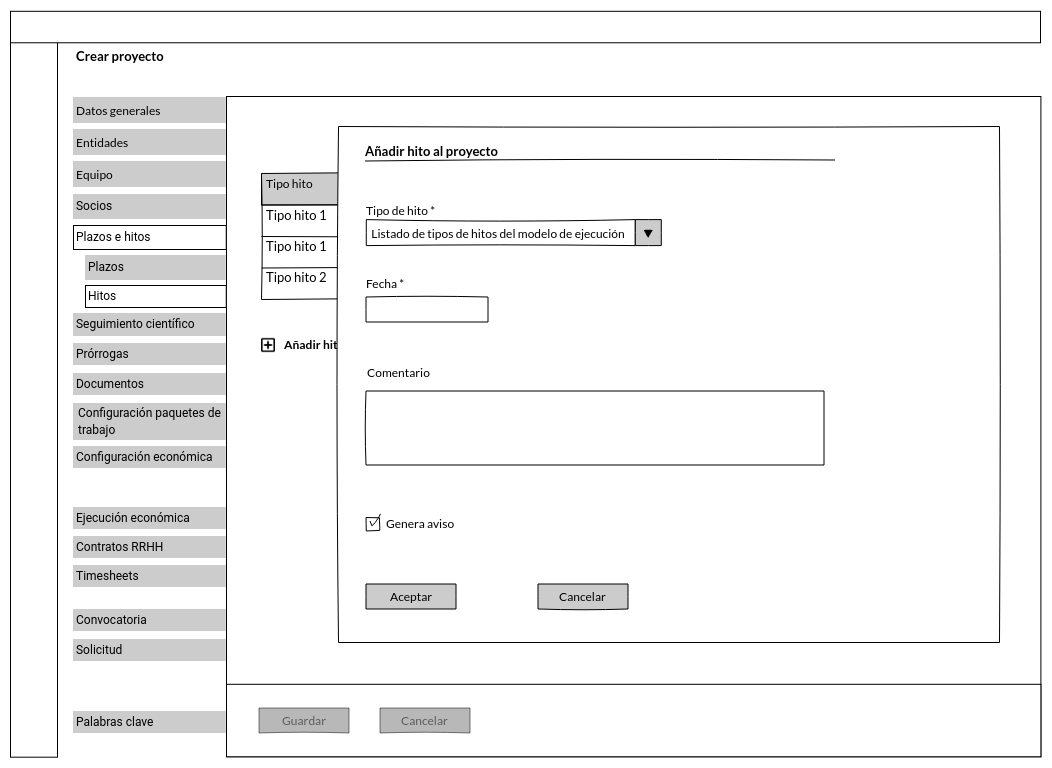 Crear proyecto
Datos generales
Entidades
Equipo
Socios
Plazos e hitos
Plazos
Hitos
Seguimiento científico
Prórrogas
Documentos
Configuración paquetes de
trabajo
Configuración económica
Ejecución económica
Contratos RRHH
Timesheets
Convocatoria
Solicitud
Palabras clave
Tipo hito
Tipo hito 1
Tipo hito 1
Tipo hito 2
Añadir hit
Añadir hito al proyecto
Tipo de hito *
Listado de tipos de hitos del modelo de ejecución
Fecha *
Comentario
Genera aviso
Aceptar
Cancelar
Guardar
Cancelar